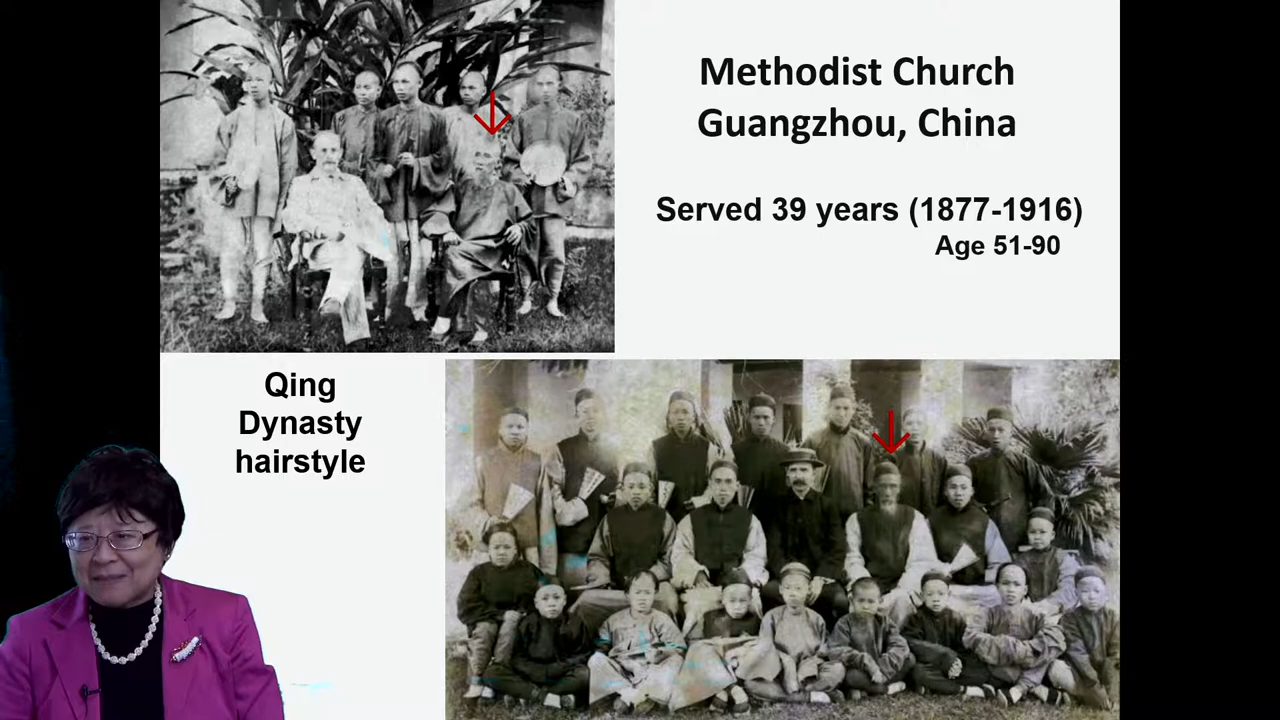 Methodist Church
Guangzhou, China
Served 39 years (1877-1916)
Age 51-90
Qing
Dynasty
hairstyle